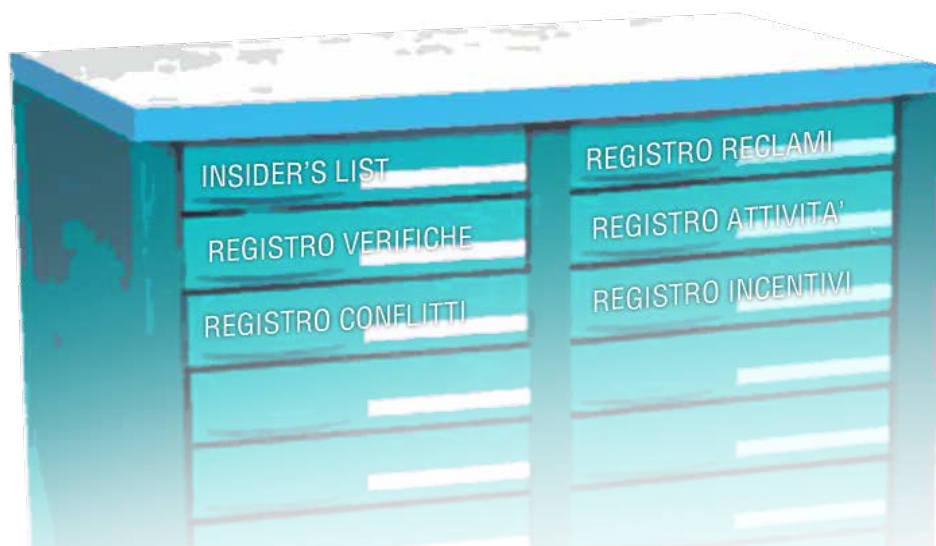 INSIDER'S LIST
REGISTRO VERIFICHE
REGISTRO CONFLITTI
REGISTRO RECLAMI
REGISTRO ATTIVITA'
REGISTRO INCENTIVI